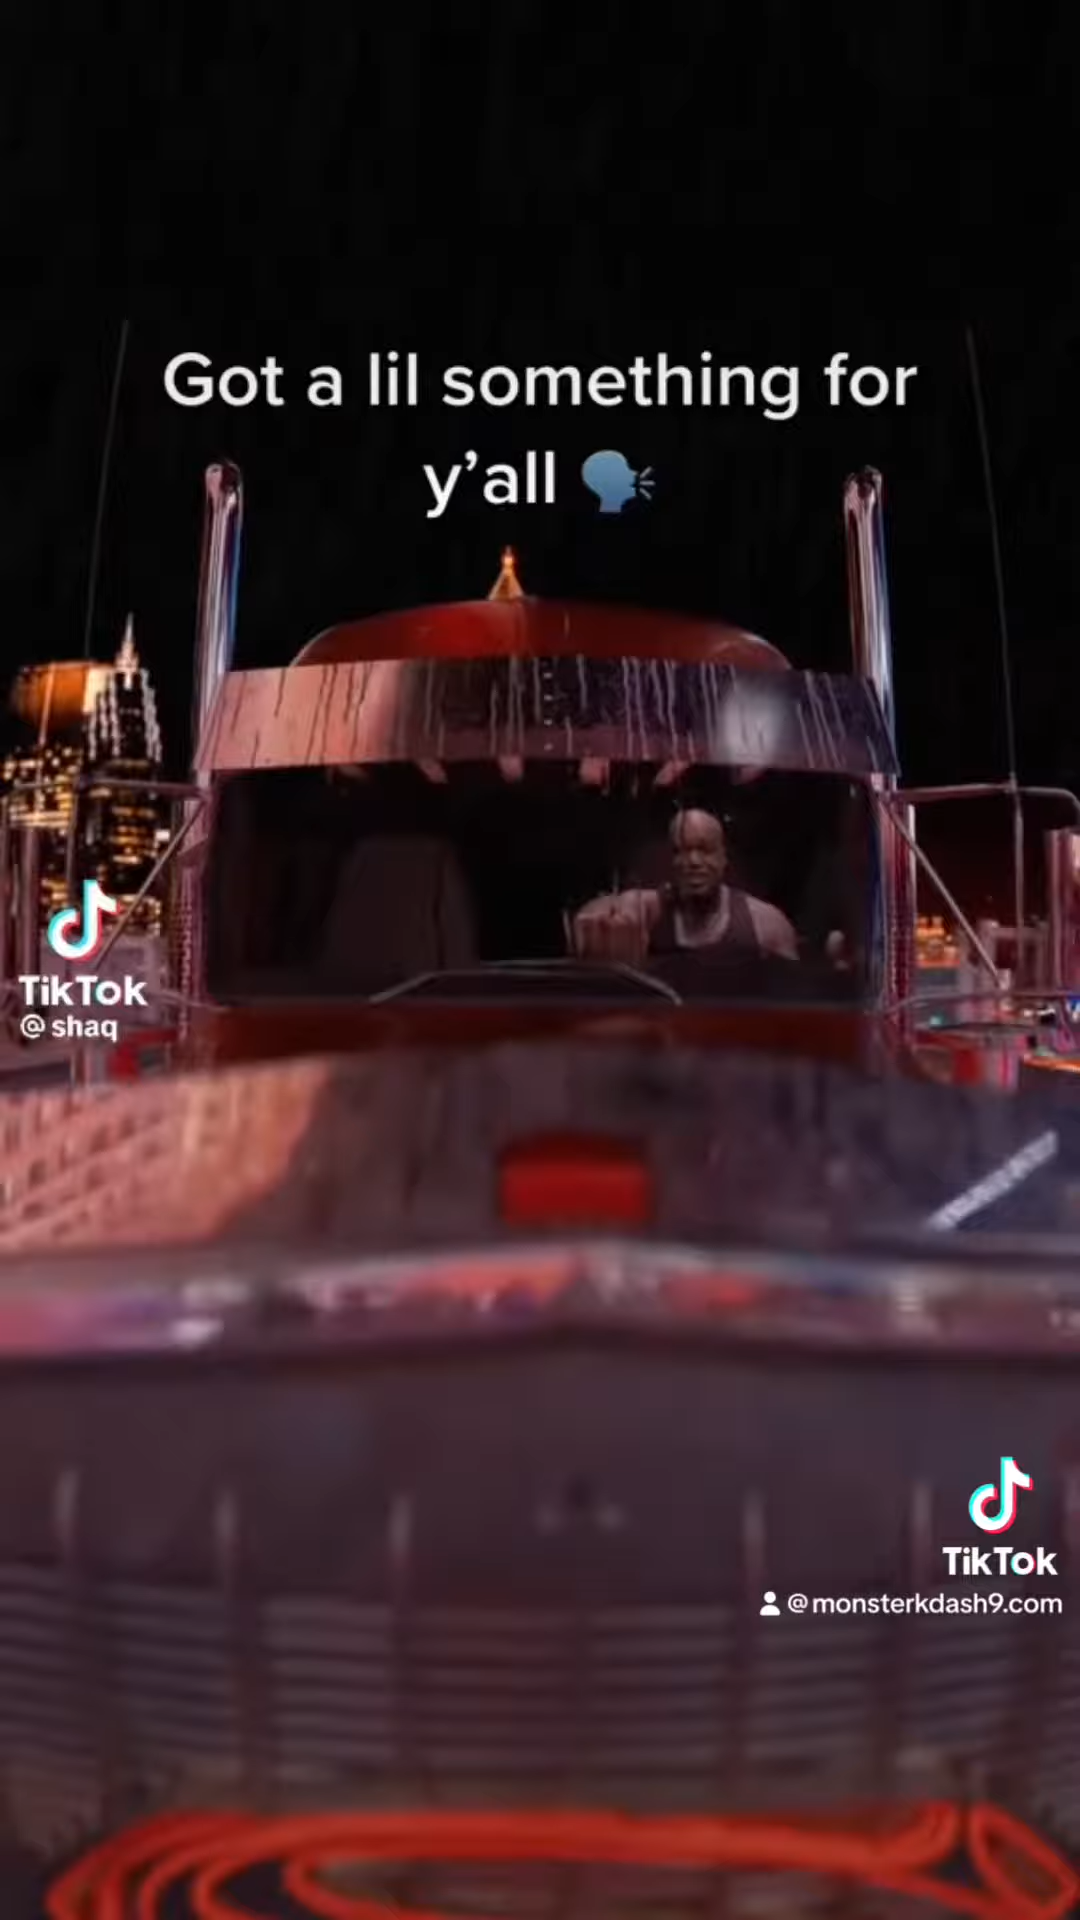 Got a lil something for
y’all 🗣️
TikTok
@shaq
TikTok
@monsterkdash9.com